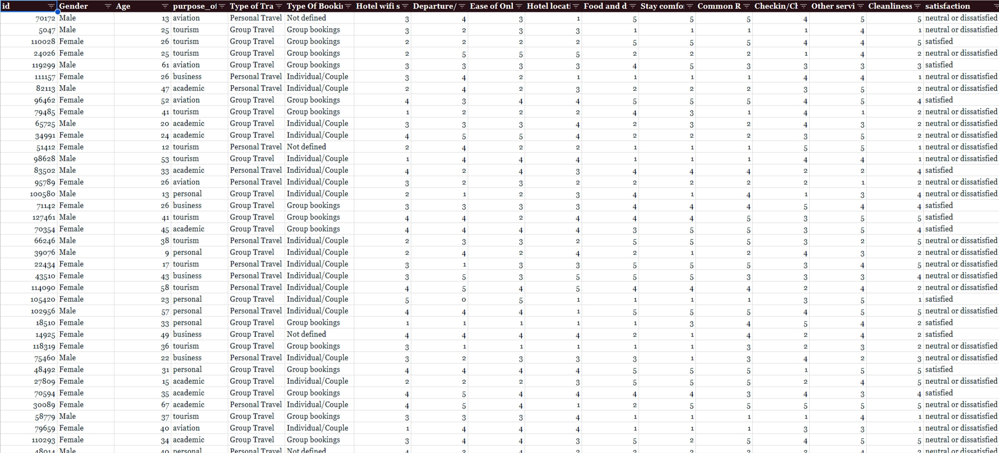 id Gender Age purpose_of Type of Tra Type Of Bookin Hotel wifi s Departure/ Ease of Onl Hotel locati Food and d Stay comfo Common R Checkin/Cl Other servi Cleanliness satisfaction
70172 Male 13 aviation Personal Travel Not defined 3 4 3 1 5 5 5 4 5 5 neutral or dissatisfied
5047 Male 25 tourism Group Travel Group bookings 3 2 3 3 1 1 1 1 4 1 neutral or dissatisfied
110028 Female 26 tourism Group Travel Group bookings 2 2 2 2 5 5 5 4 4 5 satisfied
24026 Female 25 tourism Group Travel Group bookings 2 5 5 5 2 2 2 1 4 2 neutral or dissatisfied
119299 Male 61 aviation Group Travel Group bookings 3 3 3 3 4 5 3 3 3 3 satisfied
111157 Female 26 business Personal Travel Individual/Couple 3 4 2 1 1 1 1 4 4 1 neutral or dissatisfied
82113 Male 47 academic Personal Travel Individual/Couple 2 4 2 3 2 2 2 3 5 2 neutral or dissatisfied
96462 Female 52 aviation Group Travel Group bookings 4 3 4 4 5 5 5 4 5 4 satisfied
79485 Female 41 tourism Group Travel Group bookings 1 2 2 2 4 3 1 4 1 2 neutral or dissatisfied
65725 Male 20 academic Group Travel Individual/Couple 3 3 3 4 2 3 2 4 3 2 neutral or dissatisfied
34991 Female 24 academic Group Travel Individual/Couple 4 5 5 4 2 2 2 3 5 2 neutral or dissatisfied
51412 Female 12 tourism Personal Travel Not defined 2 4 2 2 1 1 1 5 5 1 neutral or dissatisfied
98628 Male 53 tourism Group Travel Individual/Couple 1 4 4 4 1 1 1 4 4 1 neutral or dissatisfied
83502 Male 33 academic Personal Travel Individual/Couple 4 2 4 3 4 4 4 2 2 4 satisfied
95789 Female 26 aviation Personal Travel Individual/Couple 3 2 3 2 2 2 2 2 1 2 neutral or dissatisfied
100580 Male 13 personal Group Travel Individual/Couple 2 1 2 3 4 1 4 1 3 4 neutral or dissatisfied
71142 Female 26 business Group Travel Group bookings 3 3 3 3 4 4 4 5 4 4 satisfied
127461 Male 41 tourism Group Travel Group bookings 4 4 2 4 4 4 5 3 5 5 satisfied
70354 Female 45 academic Group Travel Group bookings 4 4 4 4 3 5 5 3 5 4 satisfied
66246 Male 38 tourism Personal Travel Individual/Couple 2 3 3 2 5 5 5 3 2 5 neutral or dissatisfied
39076 Male 9 personal Group Travel Individual/Couple 2 4 2 4 2 1 2 4 3 2 neutral or dissatisfied
22434 Female 17 tourism Personal Travel Individual/Couple 3 1 3 3 5 5 5 3 4 5 neutral or dissatisfied
43510 Female 43 business Personal Travel Individual/Couple 3 5 3 5 5 5 3 3 3 4 neutral or dissatisfied
114090 Female 58 tourism Personal Travel Individual/Couple 4 5 4 5 4 4 4 2 4 2 neutral or dissatisfied
105420 Female 23 personal Group Travel Individual/Couple 5 0 5 1 1 1 1 3 5 1 satisfied
102956 Male 57 personal Personal Travel Individual/Couple 4 4 4 1 5 5 5 4 5 5 neutral or dissatisfied
18510 Female 33 personal Group Travel Group bookings 1 1 1 1 1 3 4 5 4 2 satisfied
14925 Female 49 business Group Travel Not defined 4 4 4 4 2 1 4 2 4 2 satisfied
118319 Female 36 tourism Group Travel Group bookings 3 1 1 1 1 1 3 2 3 2 neutral or dissatisfied
75460 Male 22 business Personal Travel Individual/Couple 3 2 3 3 3 1 3 4 2 3 neutral or dissatisfied
48492 Female 31 personal Group Travel Group bookings 4 4 4 4 5 5 5 1 5 5 satisfied
27809 Female 15 academic Group Travel Individual/Couple 2 2 2 3 5 5 5 2 4 5 neutral or dissatisfied
70594 Female 35 academic Group Travel Group bookings 4 5 4 4 4 4 3 4 3 4 satisfied
30089 Female 67 academic Personal Travel Individual/Couple 4 5 4 1 2 5 5 5 5 5 neutral or dissatisfied
58779 Male 37 tourism Group Travel Group bookings 3 3 3 4 1 1 1 1 4 1 neutral or dissatisfied
79659 Female 40 aviation Group Travel Individual/Couple 1 4 4 4 1 1 1 3 3 1 neutral or dissatisfied
110293 Female 34 academic Group Travel Group bookings 3 4 4 3 5 2 5 4 5 5 neutral or dissatisfied
48014 Male 40 personal Personal Travel Not defined neutral or dissatisfied